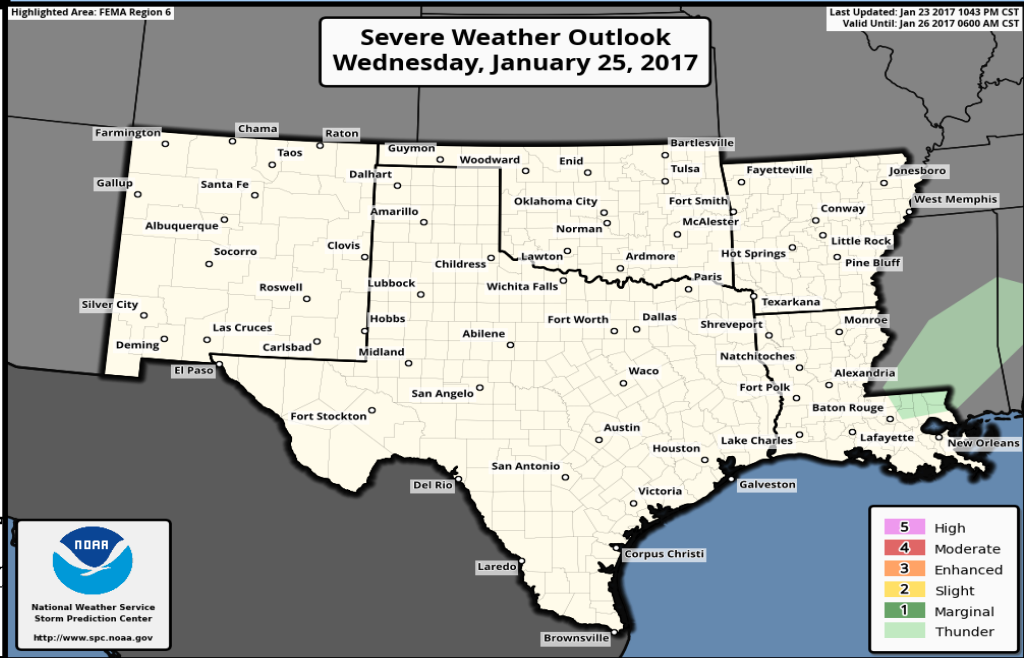 Highlighted Area: FEMA Region 6
Last Updated: Jan 23 2017 1043 PM CST
Valid Until: Jan 26 2017 0600 AM CST
Severe Weather Outlook
Wednesday, January 25, 2017
Farmington
Chama
Raton
Guymon
Bartlesville
Taos
Woodward
Enid
Tulsa
Fayetteville
Jonesboro
Gallup
Santa Fe
Dalhart
Oklahoma City
Fort Smith
West Memphis
Albuquerque
Amarillo
Norman
McAlester
Conway
Socorro
Clovis
Childress
Lawton
Ardmore
Hot Springs
Little Rock
Pine Bluff
Roswell
Lubbock
Wichita Falls
Paris
Texarkana
Silver City
Las Cruces
Hobbs
Abilene
Fort Worth
Dallas
Shreveport
Monroe
Deming
Carlsbad
Midland
Natchitoches
El Paso
San Angelo
Waco
Fort Polk
Alexandria
Fort Stockton
Austin
Baton Rouge
Houston
Lake Charles
Lafayette
New Orleans
San Antonio
Del Rio
Victoria
Galveston
Laredo
Corpus Christi
Brownsville
NOAA
National Weather Service
Storm Prediction Center
http://www.spc.noaa.gov
5 High
4 Moderate
3 Enhanced
2 Slight
1 Marginal
Thunder